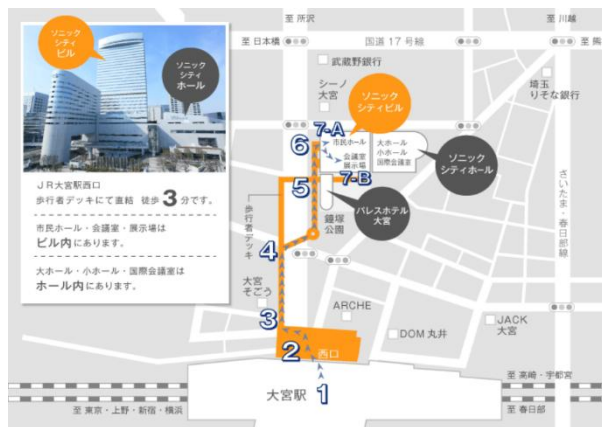 ソニック
シティ
ビル
ソニック
シティ
ホール
JR大宮駅西口
歩行者デッキにて直結 徒歩3分です。
市民ホール・会議室・展示場は
ビル内にあります。
大ホール・小ホール・国際会議室は
ホール内にあります。
至 所沢
至 川越
至 日本橋
国道17号線
至 熊
武蔵野銀行
シーノ
大宮
ソニック
シティビル
埼玉
りそな銀行
7-A
6
市民ホール
会議室
展示場
大ホール
小ホール
国際会議室
ソニック
シティホール
7-B
5
パレスホテル
大宮
鐘塚
公園
歩行者デッキ
4
さいたま・春日部線
大宮
そごう
3
ARCHE
DOM 丸井
JACK
大宮
2
西口
1
大宮駅
至 高崎・宇都宮
至 東京・上野・新宿・横浜
至 春日部